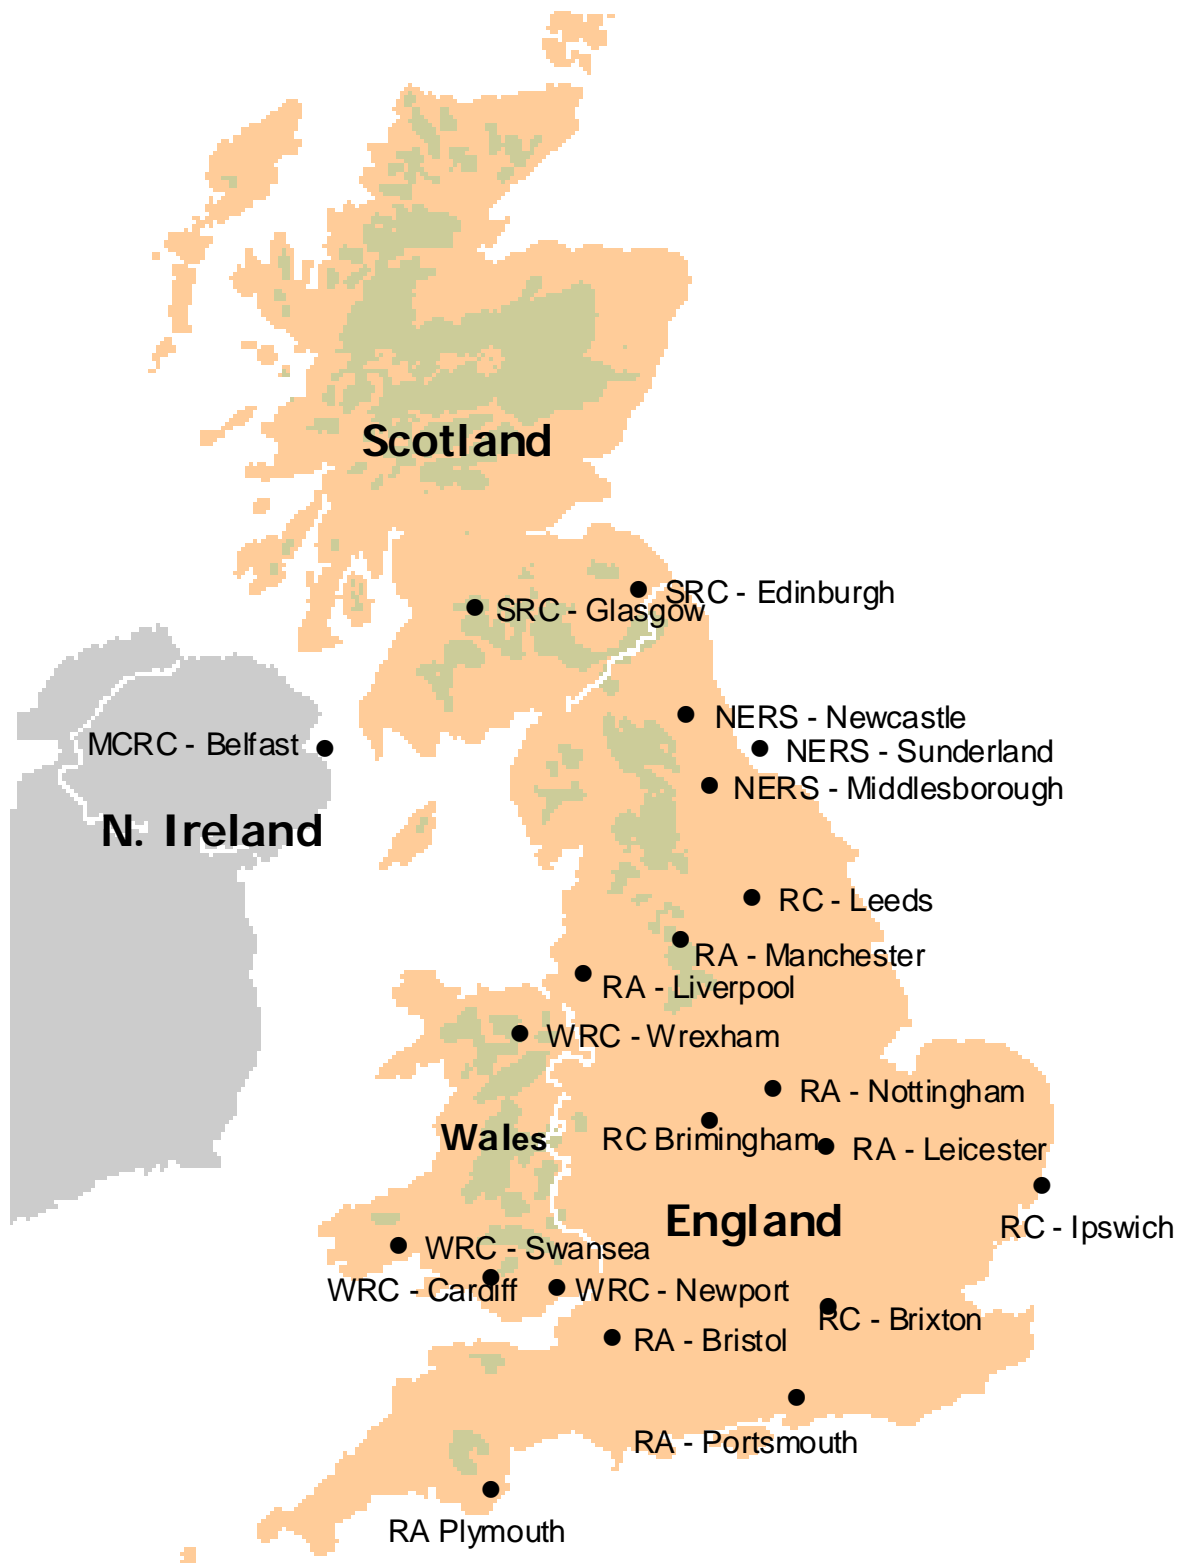 Scotland
SRC - Edinburgh
SRC - Glasgow
NERS - Newcastle
MCRC - Belfast
NERS - Sunderland
NERS - Middlesborough
N. Ireland
RC - Leeds
RA - Manchester
RA - Liverpool
WRC - Wrexham
RA - Nottingham
Wales
RC Brimingham
RA - Leicester
England
RC - Ipswich
WRC - Swansea
WRC - Cardiff
WRC - Newport
RC - Brixton
RA - Bristol
RA - Portsmouth
RA Plymouth